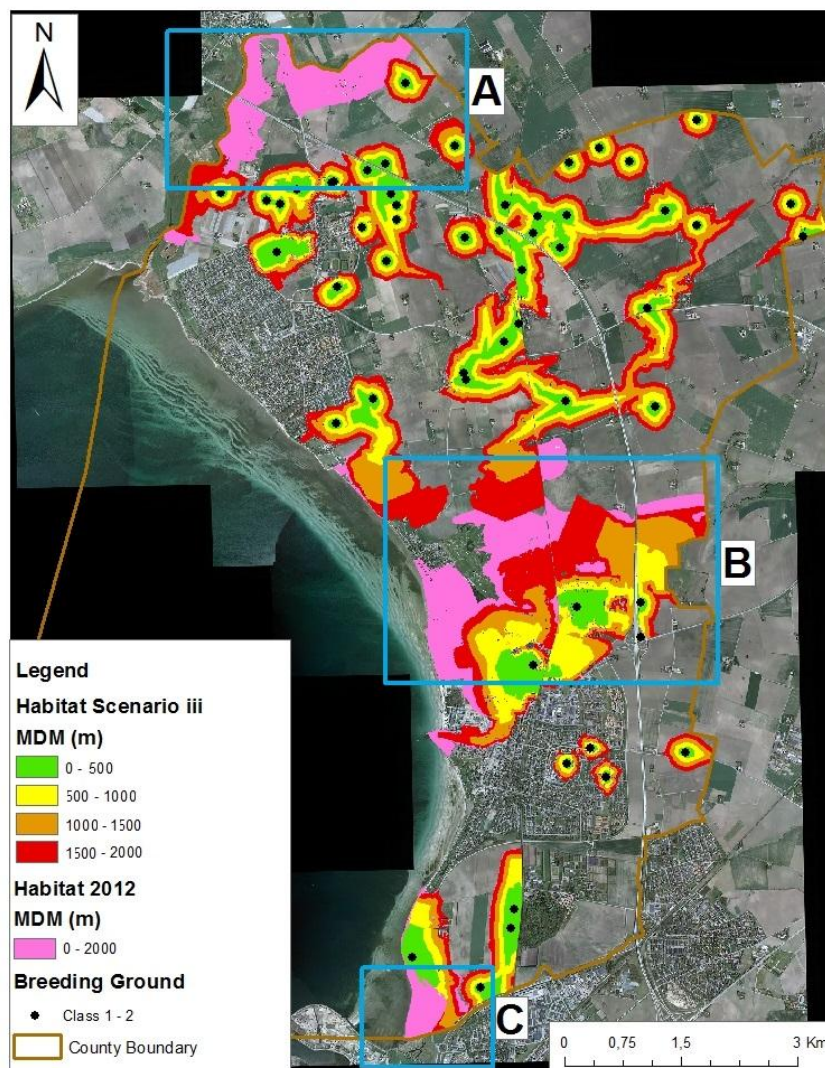 N
A
B
C
Legend
Habitat Scenario iii
MDM (m)
0 - 500
500 - 1000
1000 - 1500
1500 - 2000
Habitat 2012
MDM (m)
0 - 2000
Breeding Ground
Class 1 - 2
County Boundary
0 0,75 1,5 3 Km